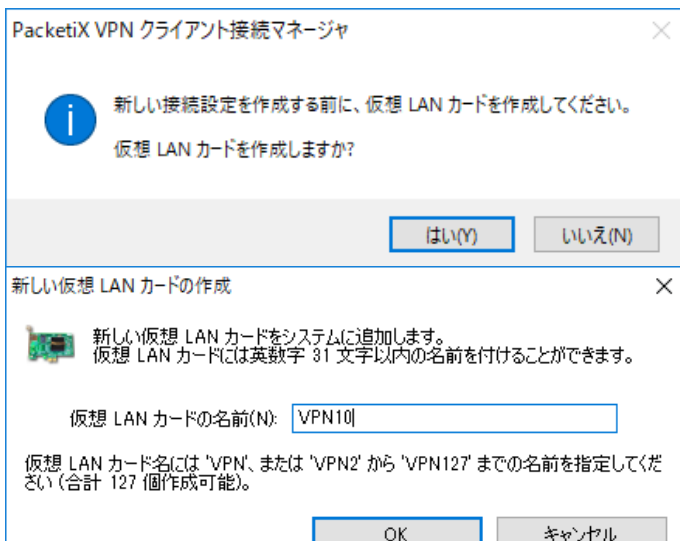 PacketiX VPN クライアント接続マネージャ
新しい接続設定を作成する前に、仮想 LAN カードを作成してください。
仮想 LAN カードを作成しますか?
はい(Y)
いいえ(N)
新しい仮想 LAN カードの作成
新しい仮想 LAN カードをシステムに追加します。
仮想 LAN カードには英数字 31 文字以内の名前を付けることができます。
仮想 LAN カードの名前(N): VPN10
仮想 LAN カード名には 'VPN'、または 'VPN2' から 'VPN127' までの名前を指定してくだ
さい (合計 127 個作成可能)。
OK
キャンセル